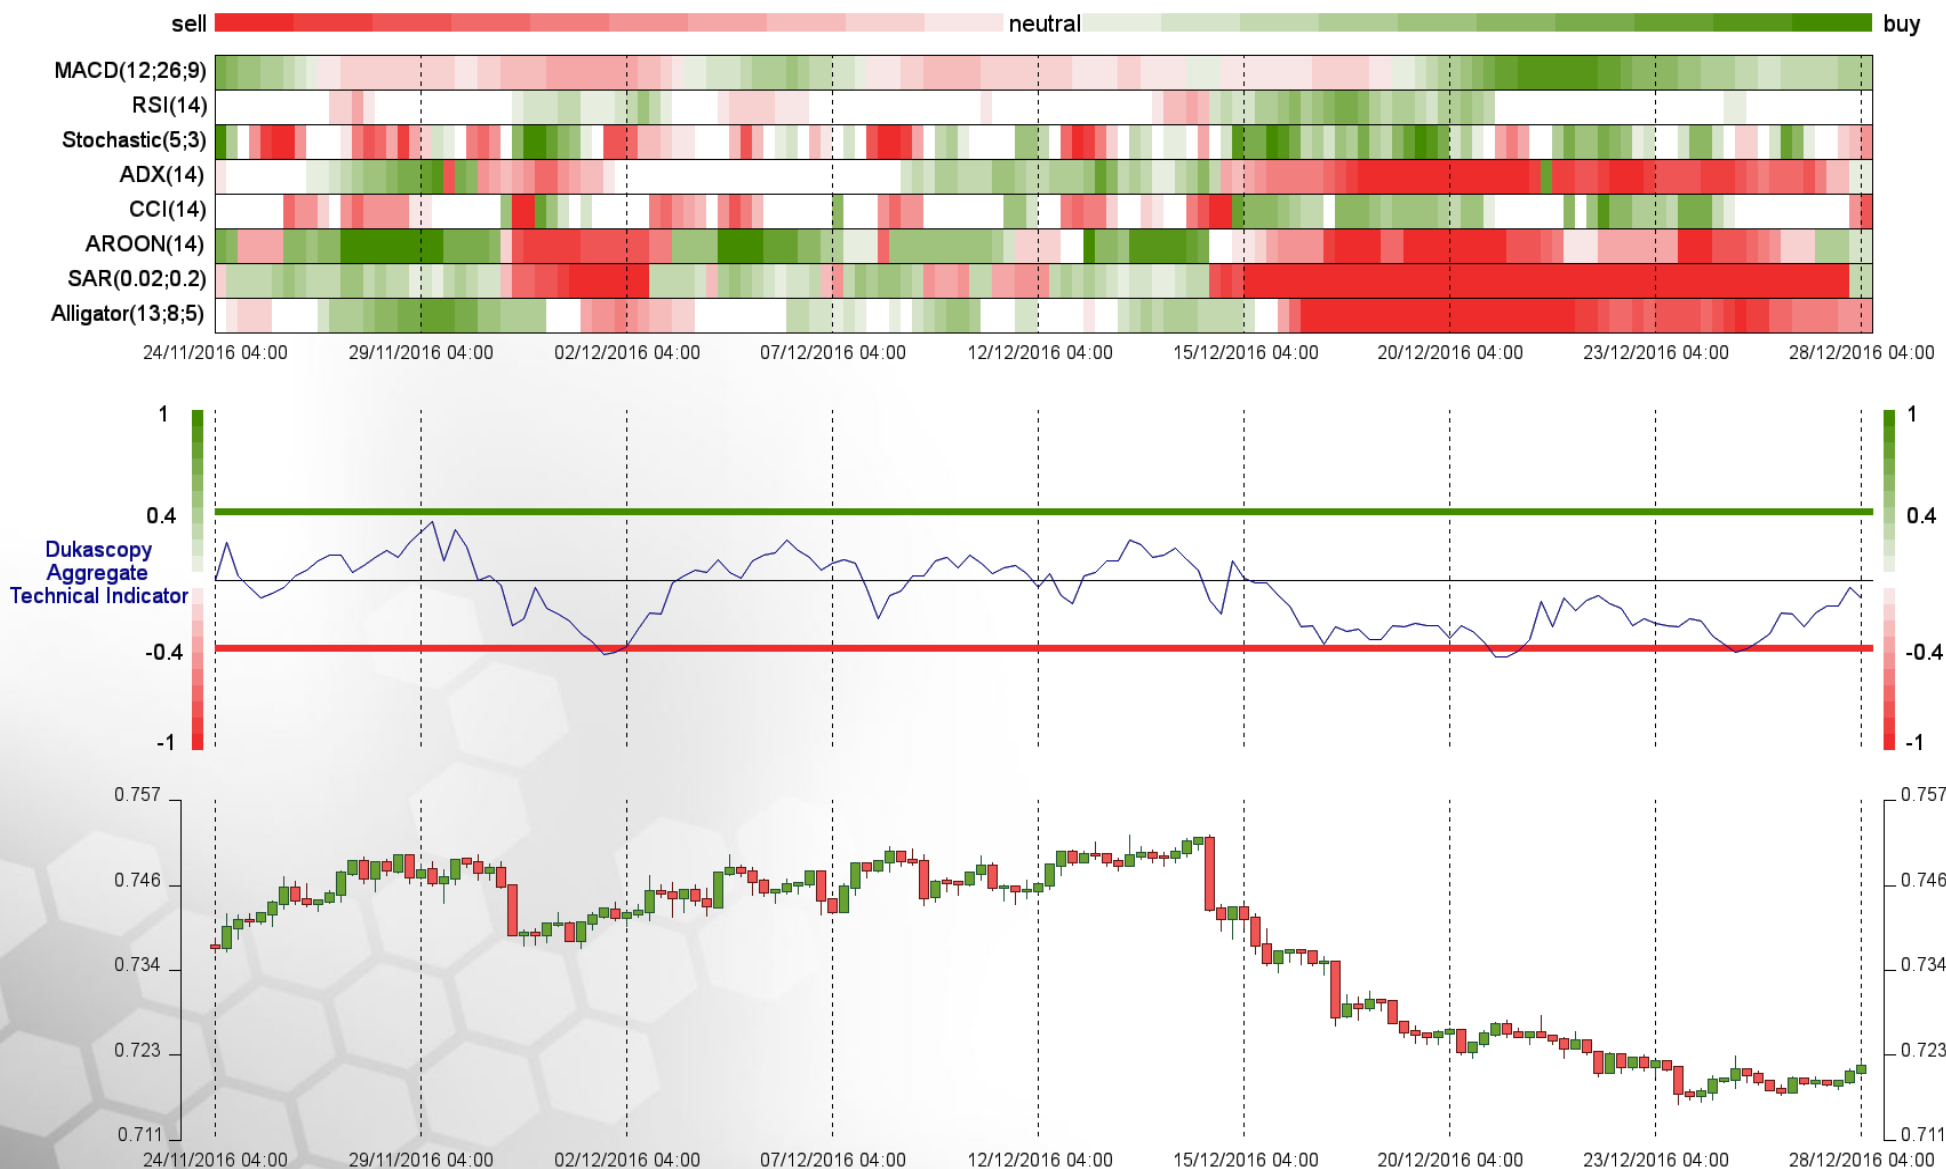 sell neutral buy
MACD(12;26;9)
RSI(14)
Stochastic(5;3)
ADX(14)
CCI(14)
AROON(14)
SAR(0.02;0.2)
Alligator(13;8;5)
24/11/2016 04:00 29/11/2016 04:00 02/12/2016 04:00 07/12/2016 04:00 12/12/2016 04:00 15/12/2016 04:00 20/12/2016 04:00 23/12/2016 04:00 28/12/2016 04:00
1 1
0.4 0.4
Dukascopy
Aggregate
Technical Indicator
-0.4 -0.4
-1 -1
0.757 0.757
0.746 0.746
0.734 0.734
0.723 0.723
0.711 0.711
24/11/2016 04:00 29/11/2016 04:00 02/12/2016 04:00 07/12/2016 04:00 12/12/2016 04:00 15/12/2016 04:00 20/12/2016 04:00 23/12/2016 04:00 28/12/2016 04:00